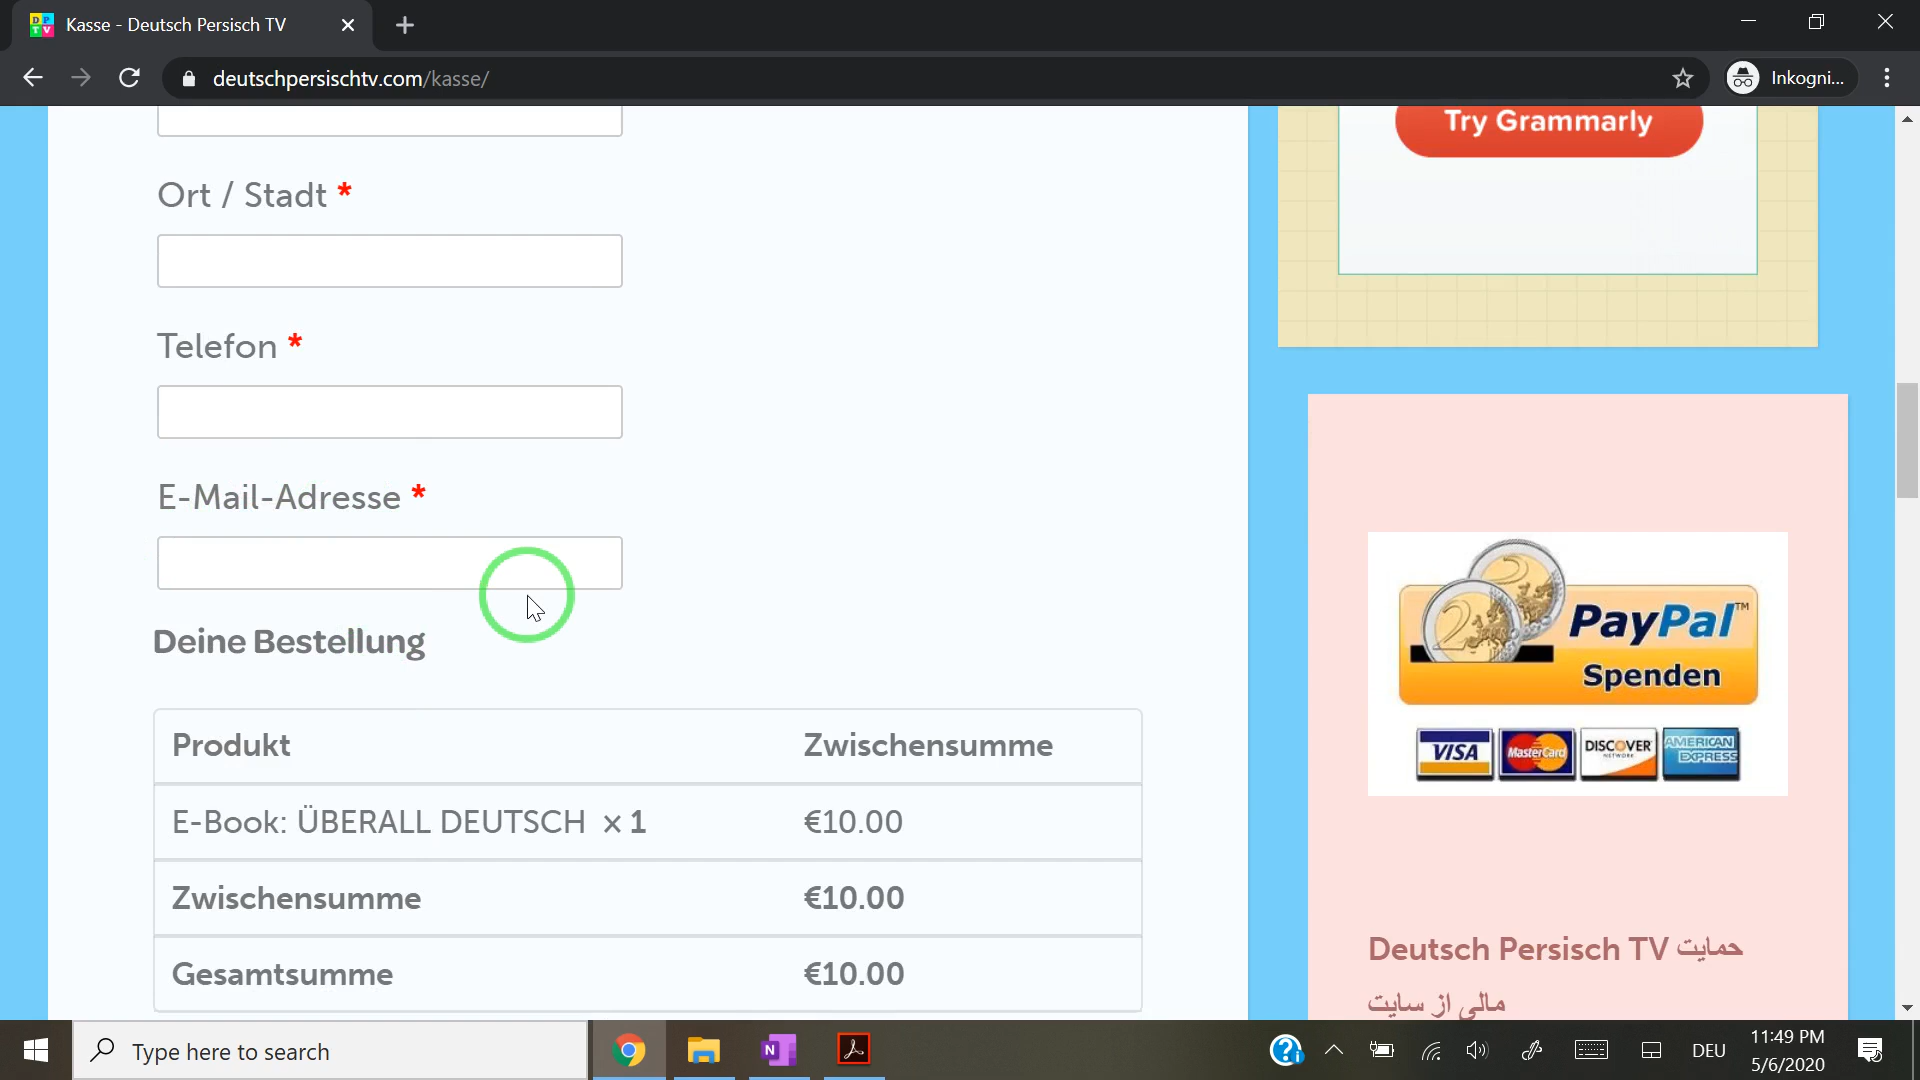 Kasse - Deutsch Persisch TV
deutschpersischtv.com/kasse/
Inkogni...
Ort / Stadt *
Telefon *
E-Mail-Adresse *
Deine Bestellung
Produkt Zwischensumme
E-Book: ÜBERALL DEUTSCH × 1 €10.00
Zwischensumme €10.00
Gesamtsumme €10.00
Try Grammarly
PayPal™
Spenden
VISA MasterCard DISCOVER NETWORK AMERICAN EXPRESS
Deutsch Persisch TV حمایت
مالی از سایت
Type here to search
DEU
11:49 PM
5/6/2020